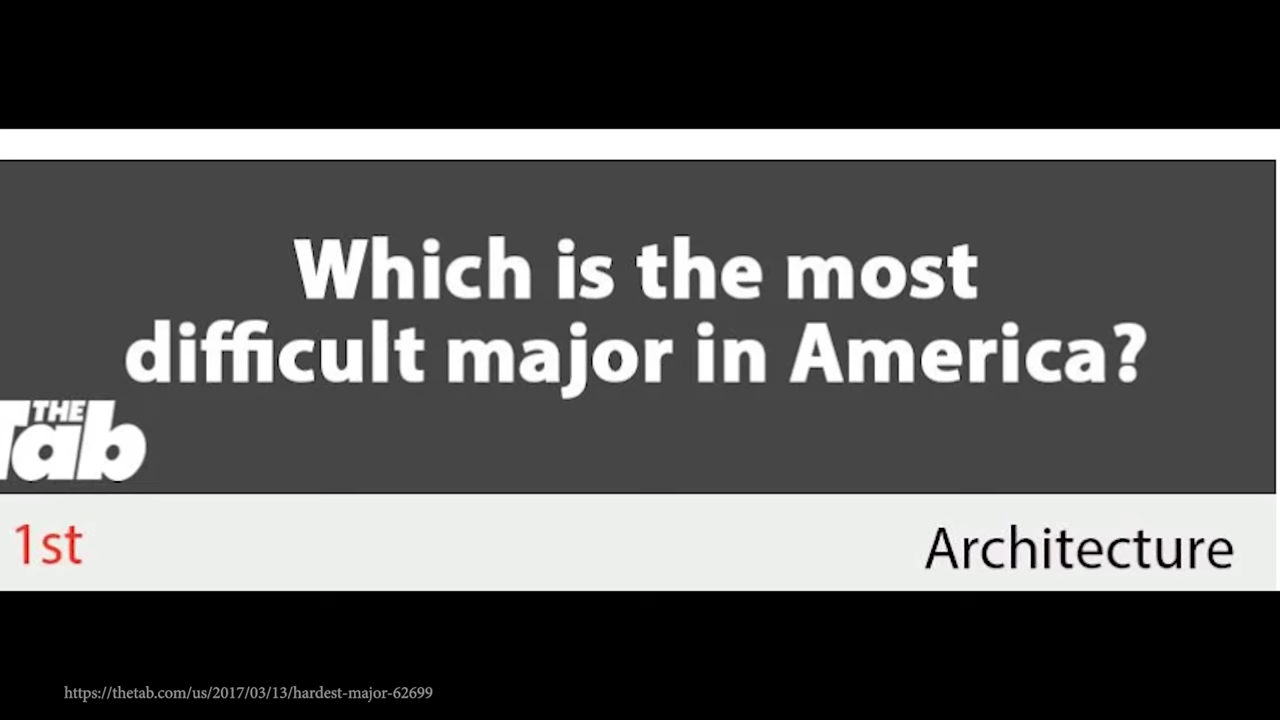 Which is the most
difficult major in America?
THE
Tab
1st
Architecture
https://thetab.com/us/2017/03/13/hardest-major-62699